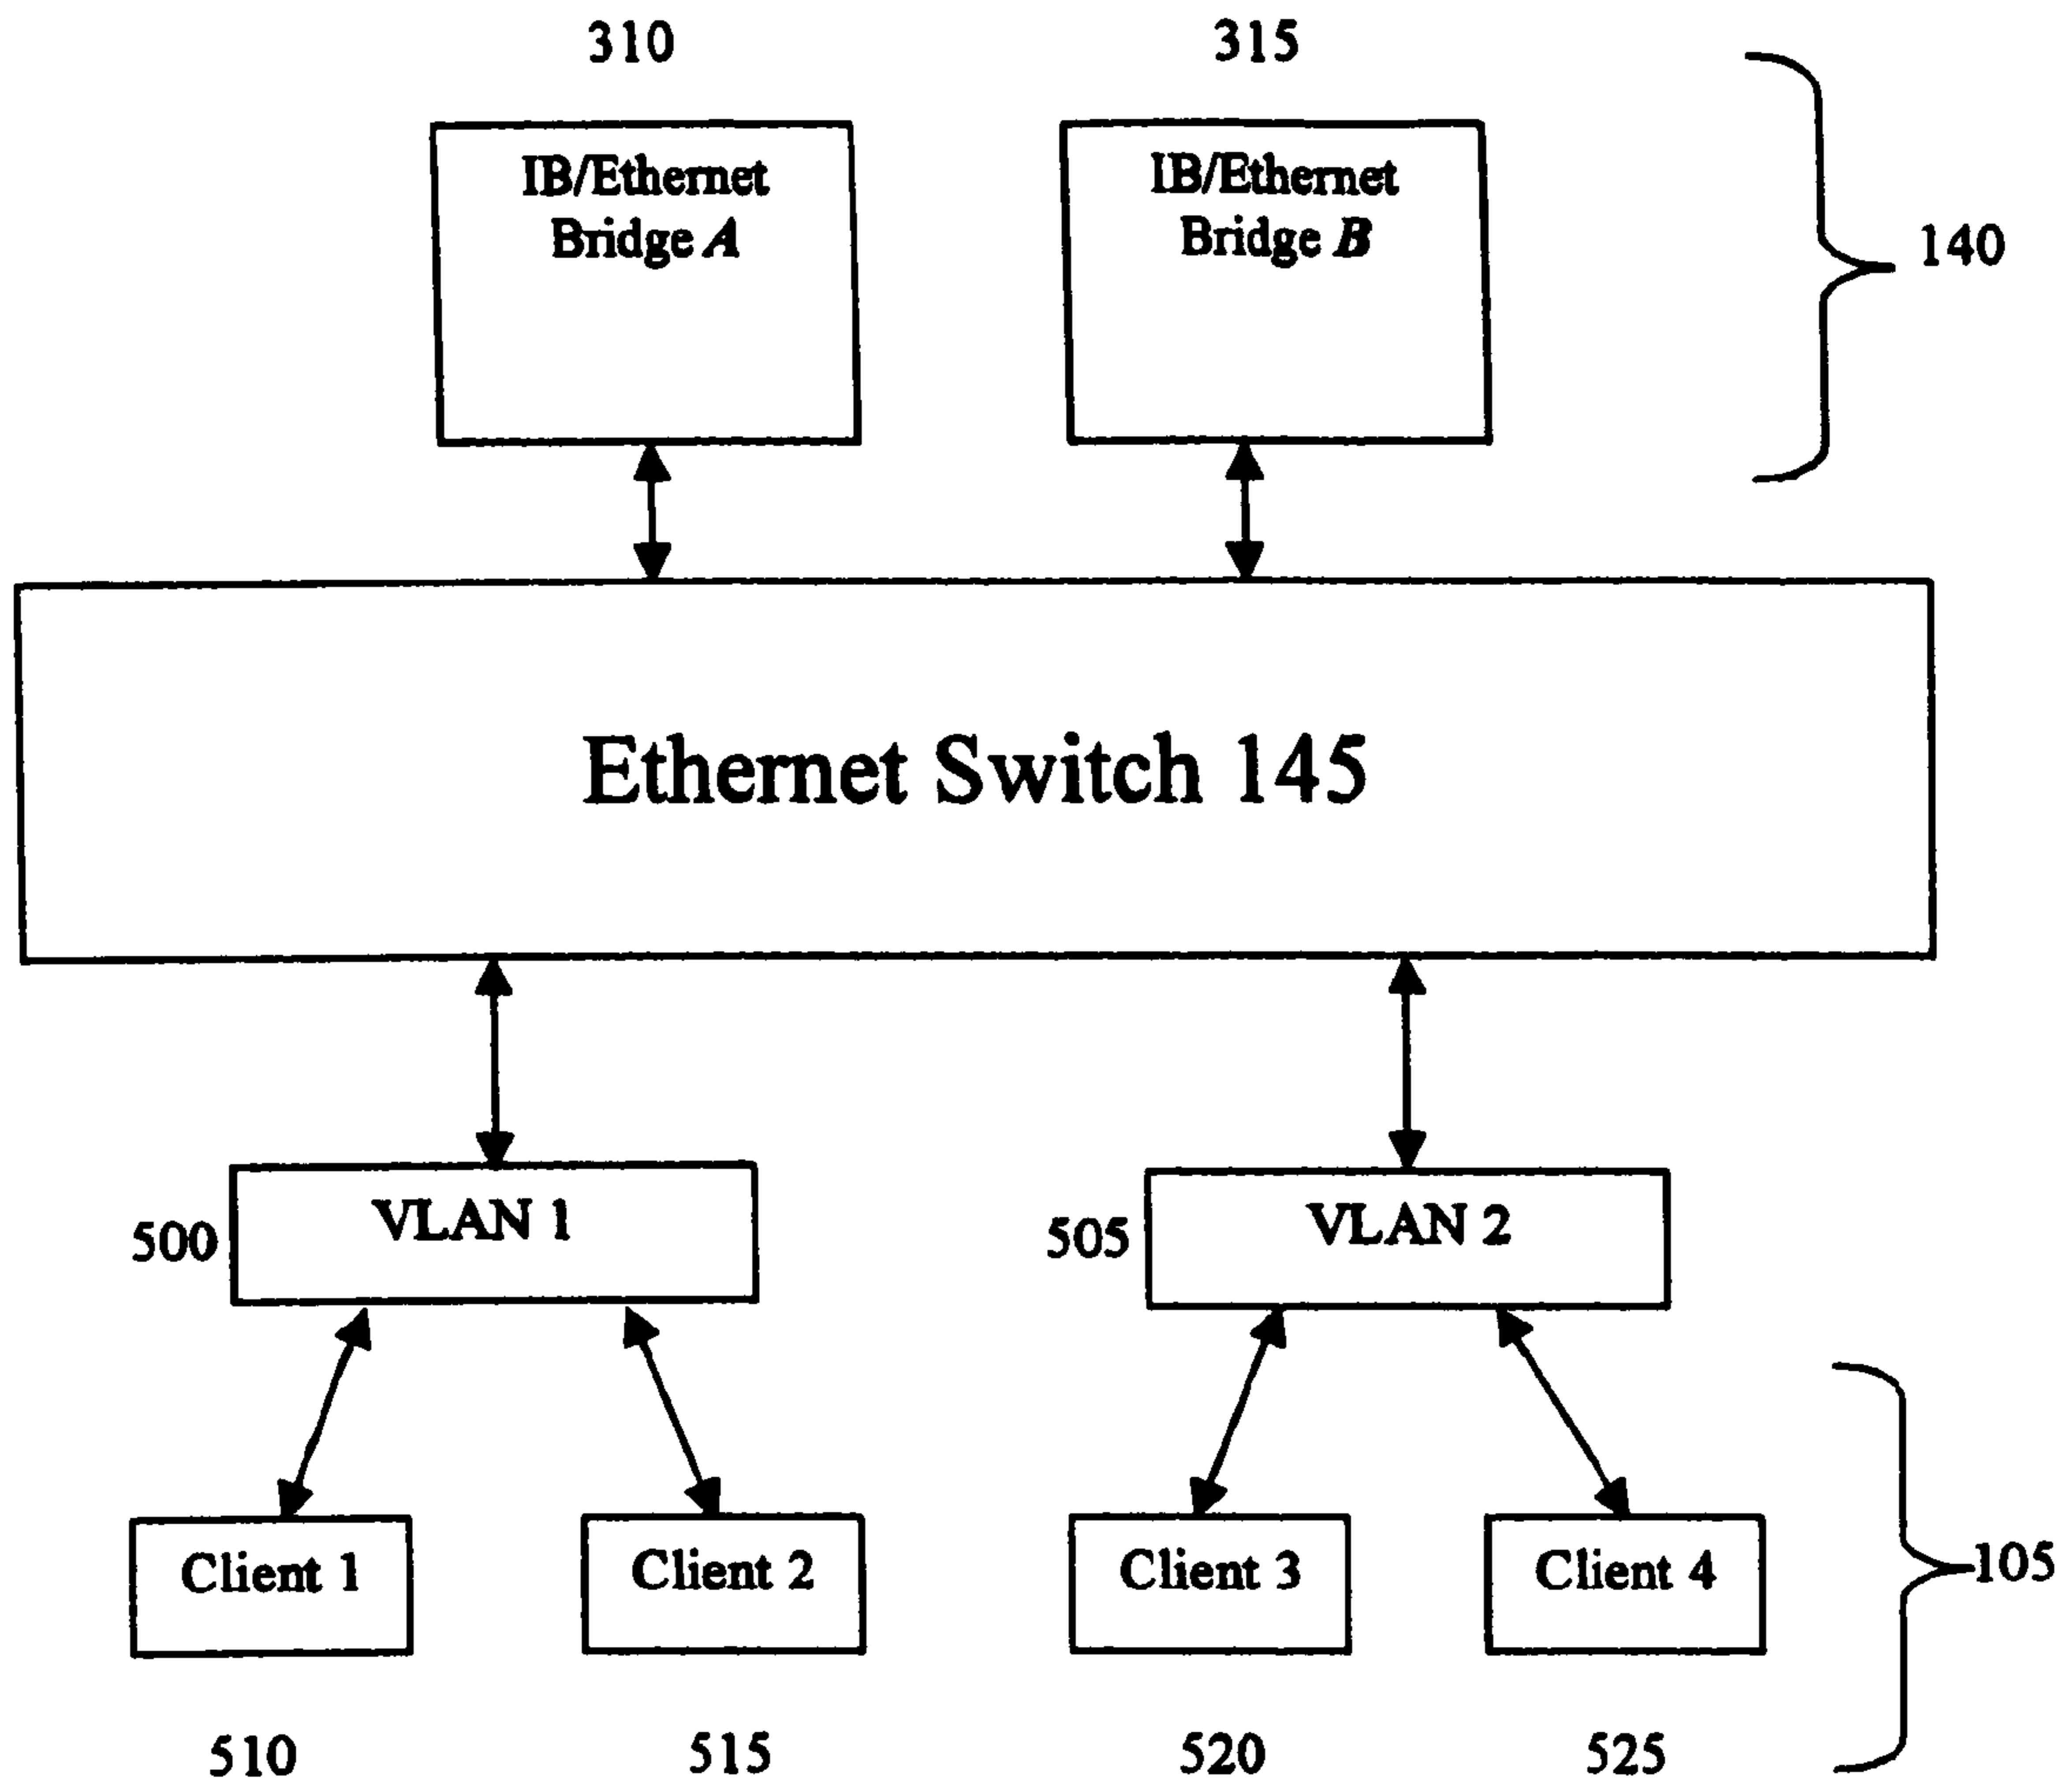 310
315
IB/Ethernet
Bridge A
IB/Ethernet
Bridge B
140
Ethernet Switch 145
500
VLAN 1
505
VLAN 2
Client 1
Client 2
Client 3
Client 4
105
510
515
520
525